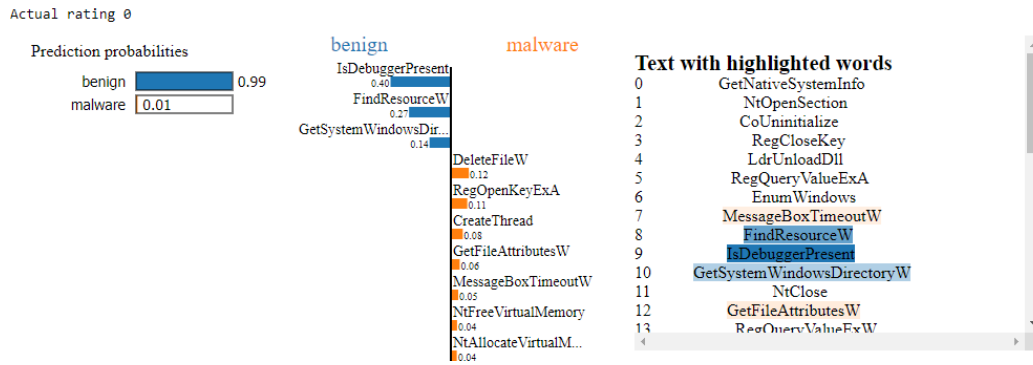 Actual rating 0
Prediction probabilities
benign 0.99
malware 0.01
benign malware
IsDebuggerPresent
0.40
FindResourceW
0.27
GetSystemWindowsDir...
0.14
DeleteFileW
0.12
RegOpenKeyExA
0.11
CreateThread
0.08
GetFileAttributesW
0.06
MessageBoxTimeoutW
0.05
NtFreeVirtualMemory
0.04
NtAllocateVirtualM...
0.04
Text with highlighted words
0 GetNativeSystemInfo
1 NtOpenSection
2 CoUninitialize
3 RegCloseKey
4 LdrUnloadDll
5 RegQueryValueExA
6 EnumWindows
7 MessageBoxTimeoutW
8 FindResourceW
9 IsDebuggerPresent
10 GetSystemWindowsDirectoryW
11 NtClose
12 GetFileAttributesW
13 RegQueryValueExW